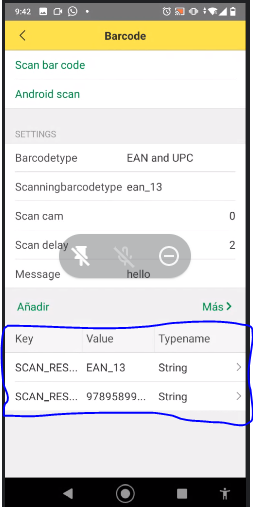 9:42
Barcode
Scan bar code
Android scan
SETTINGS
Barcodetype EAN and UPC
Scanningbarcodetype ean_13
Scan cam 0
Scan delay 2
Message hello
Añadir Más
Key Value Typename
SCAN_RES... EAN_13 String
SCAN_RES... 97895899... String